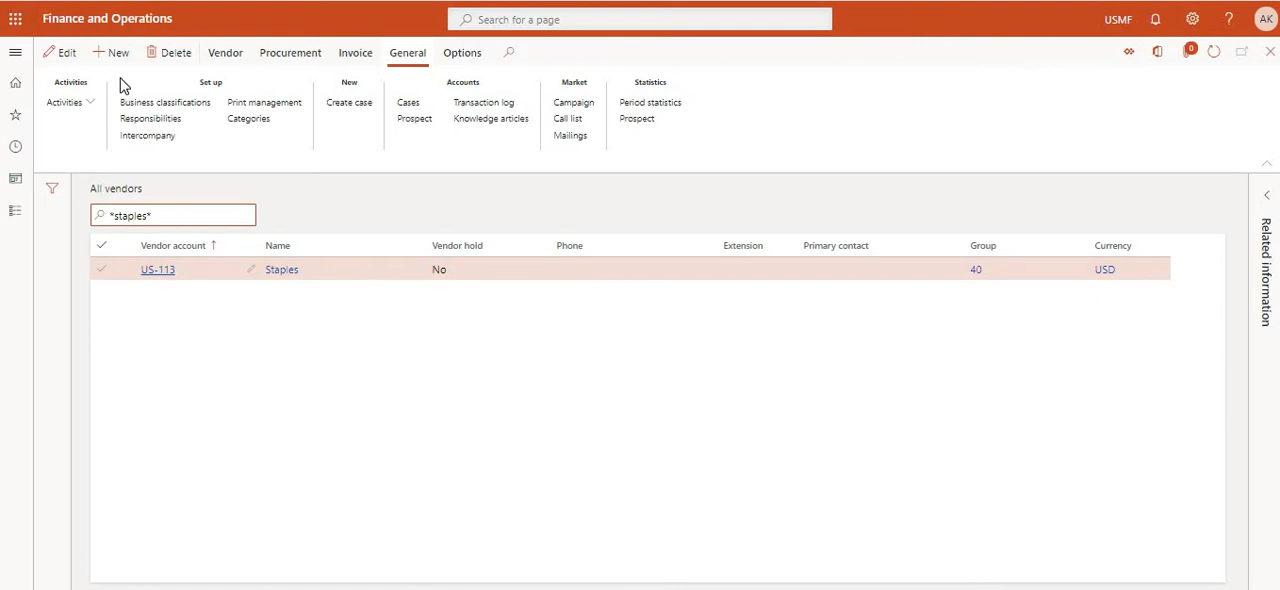 Finance and Operations
Search for a page
USMF
?
AK
Edit
New
Delete
Vendor
Procurement
Invoice
General
Options
0
Activities
Set up
New
Accounts
Market
Statistics
Activities
Business classifications
Print management
Create case
Cases
Transaction log
Campaign
Period statistics
Responsibilities
Categories
Prospect
Knowledge articles
Call list
Prospect
Intercompany
Mailings
All vendors
*staples*
Vendor account
Name
Vendor hold
Phone
Extension
Primary contact
Group
Currency
US-113
Staples
No
40
USD
Related information